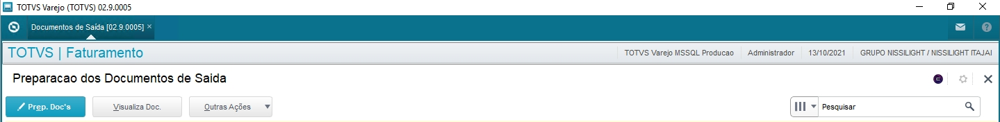 TOTVS Varejo (TOTVS) 02.9.0005
Documentos de Saída [02.9.0005]
TOTVS | Faturamento
TOTVS Varejo MSSQL Producao
Administrador
13/10/2021
GRUPO NISSILIGHT / NISSILIGHT ITAJAI
Preparacao dos Documentos de Saida
Prep. Doc's
Visualiza Doc.
Outras Ações
Pesquisar